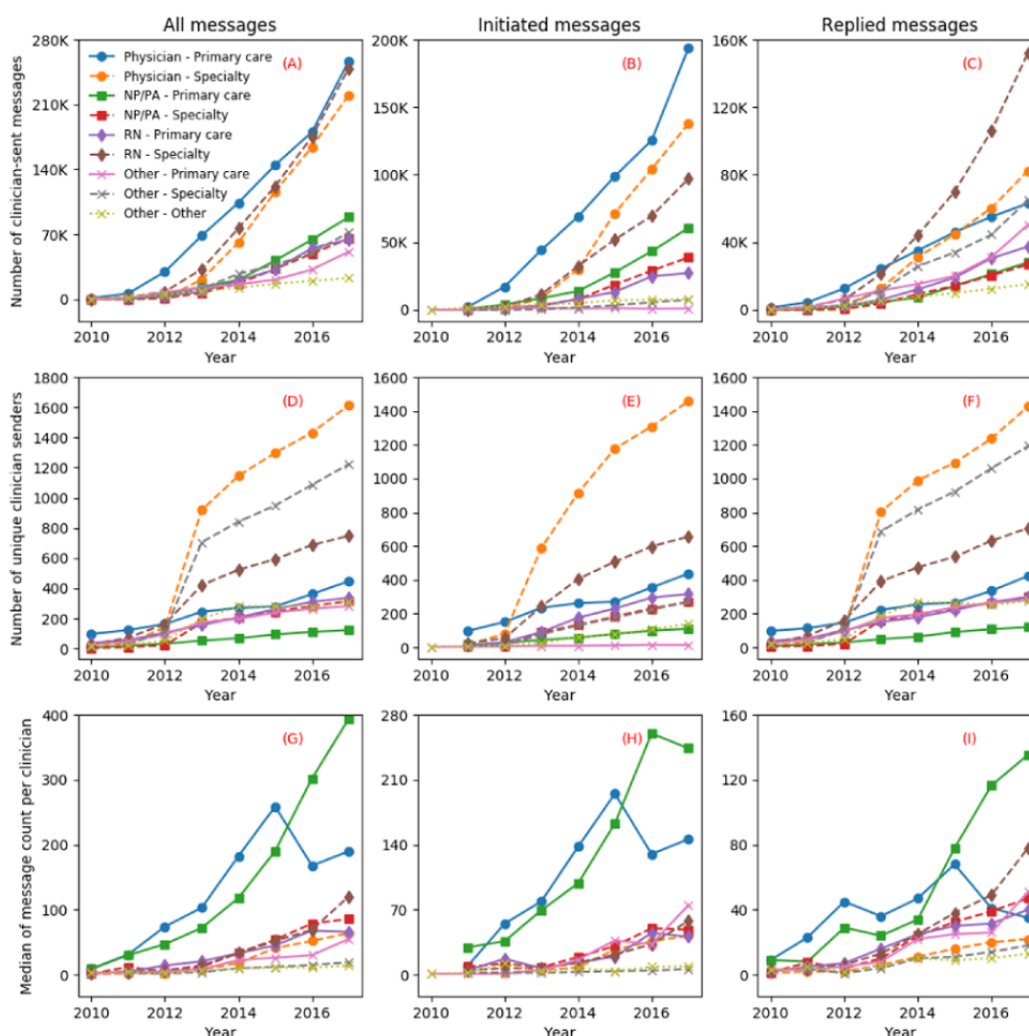 All messages
Initiated messages
Replied messages
Number of clinician-sent messages
280K
210K
140K
70K
0
Physician - Primary care
Physician - Specialty
NP/PA - Primary care
NP/PA - Specialty
RN - Primary care
RN - Specialty
Other - Primary care
Other - Specialty
Other - Other
(A)
2010 2012 2014 2016
Year
200K
150K
100K
50K
0
(B)
2010 2012 2014 2016
Year
160K
120K
80K
40K
0
(C)
2010 2012 2014 2016
Year
Number of unique clinician senders
1800
1600
1400
1200
1000
800
600
400
200
0
(D)
2010 2012 2014 2016
Year
1600
1400
1200
1000
800
600
400
200
0
(E)
2010 2012 2014 2016
Year
1600
1400
1200
1000
800
600
400
200
0
(F)
2010 2012 2014 2016
Year
Median of message count per clinician
400
300
200
100
0
(G)
2010 2012 2014 2016
Year
280
210
140
70
0
(H)
2010 2012 2014 2016
Year
160
120
80
40
0
(I)
2010 2012 2014 2016
Year